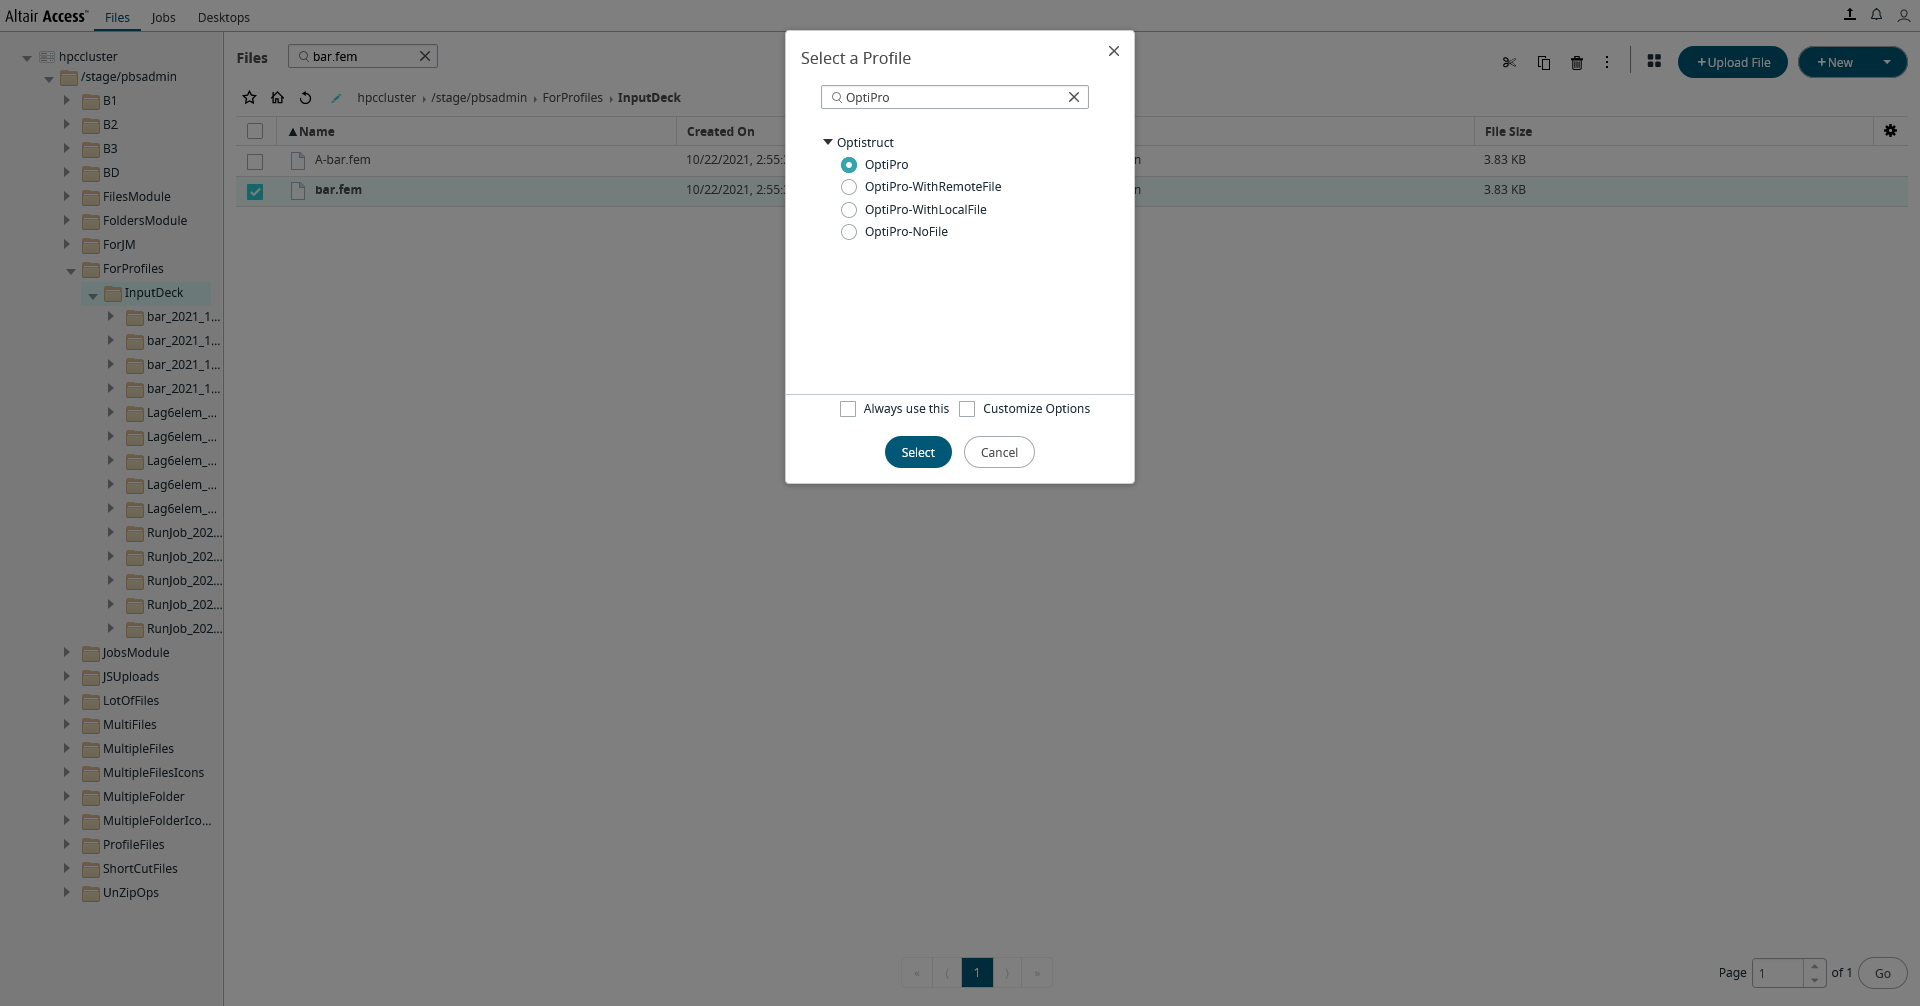 Altair Access™ Files Jobs Desktops
hpccluster
/stage/pbsadmin
B1
B2
B3
BD
FilesModule
FoldersModule
ForJM
ForProfiles
InputDeck
bar_2021_1...
bar_2021_1...
bar_2021_1...
bar_2021_1...
Lag6elem_...
Lag6elem_...
Lag6elem_...
Lag6elem_...
Lag6elem_...
RunJob_202...
RunJob_202...
RunJob_202...
RunJob_202...
RunJob_202...
JobsModule
JSUploads
LotOfFiles
MultiFiles
MultipleFiles
MultipleFilesIcons
MultipleFolder
MultipleFolderIco...
ProfileFiles
ShortCutFiles
UnZipOps
Files bar.fem
+Upload File +New
hpccluster › /stage/pbsadmin › ForProfiles › InputDeck
Name Created On File Size
A-bar.fem 10/22/2021, 2:55: 3.83 KB
bar.fem 10/22/2021, 2:55: 3.83 KB
Select a Profile
OptiPro
Optistruct
OptiPro
OptiPro-WithRemoteFile
OptiPro-WithLocalFile
OptiPro-NoFile
Always use this Customize Options
Select Cancel
« ⟨ 1 ⟩ »
Page 1 of 1 Go